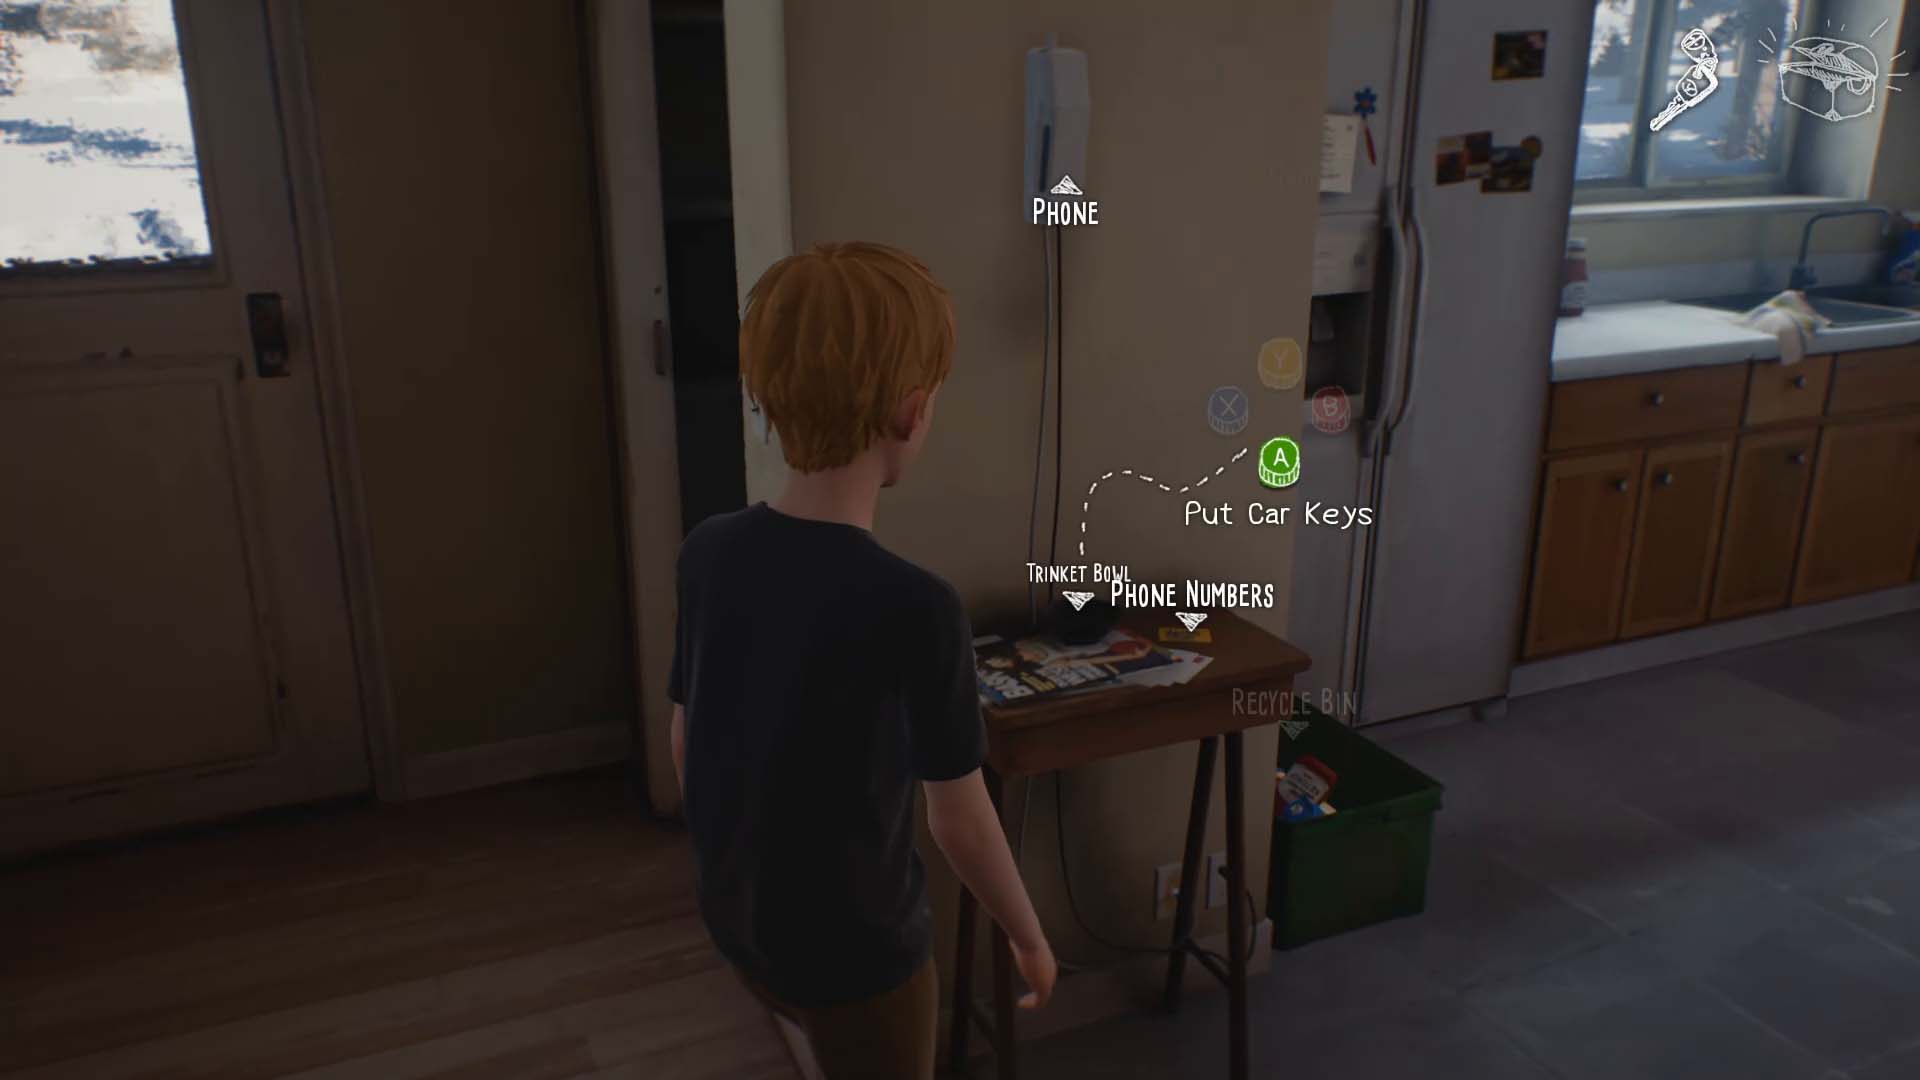 PHONE
Y
X
B
A
Put Car Keys
TRINKET BOWL
PHONE NUMBERS
RECYCLE BIN